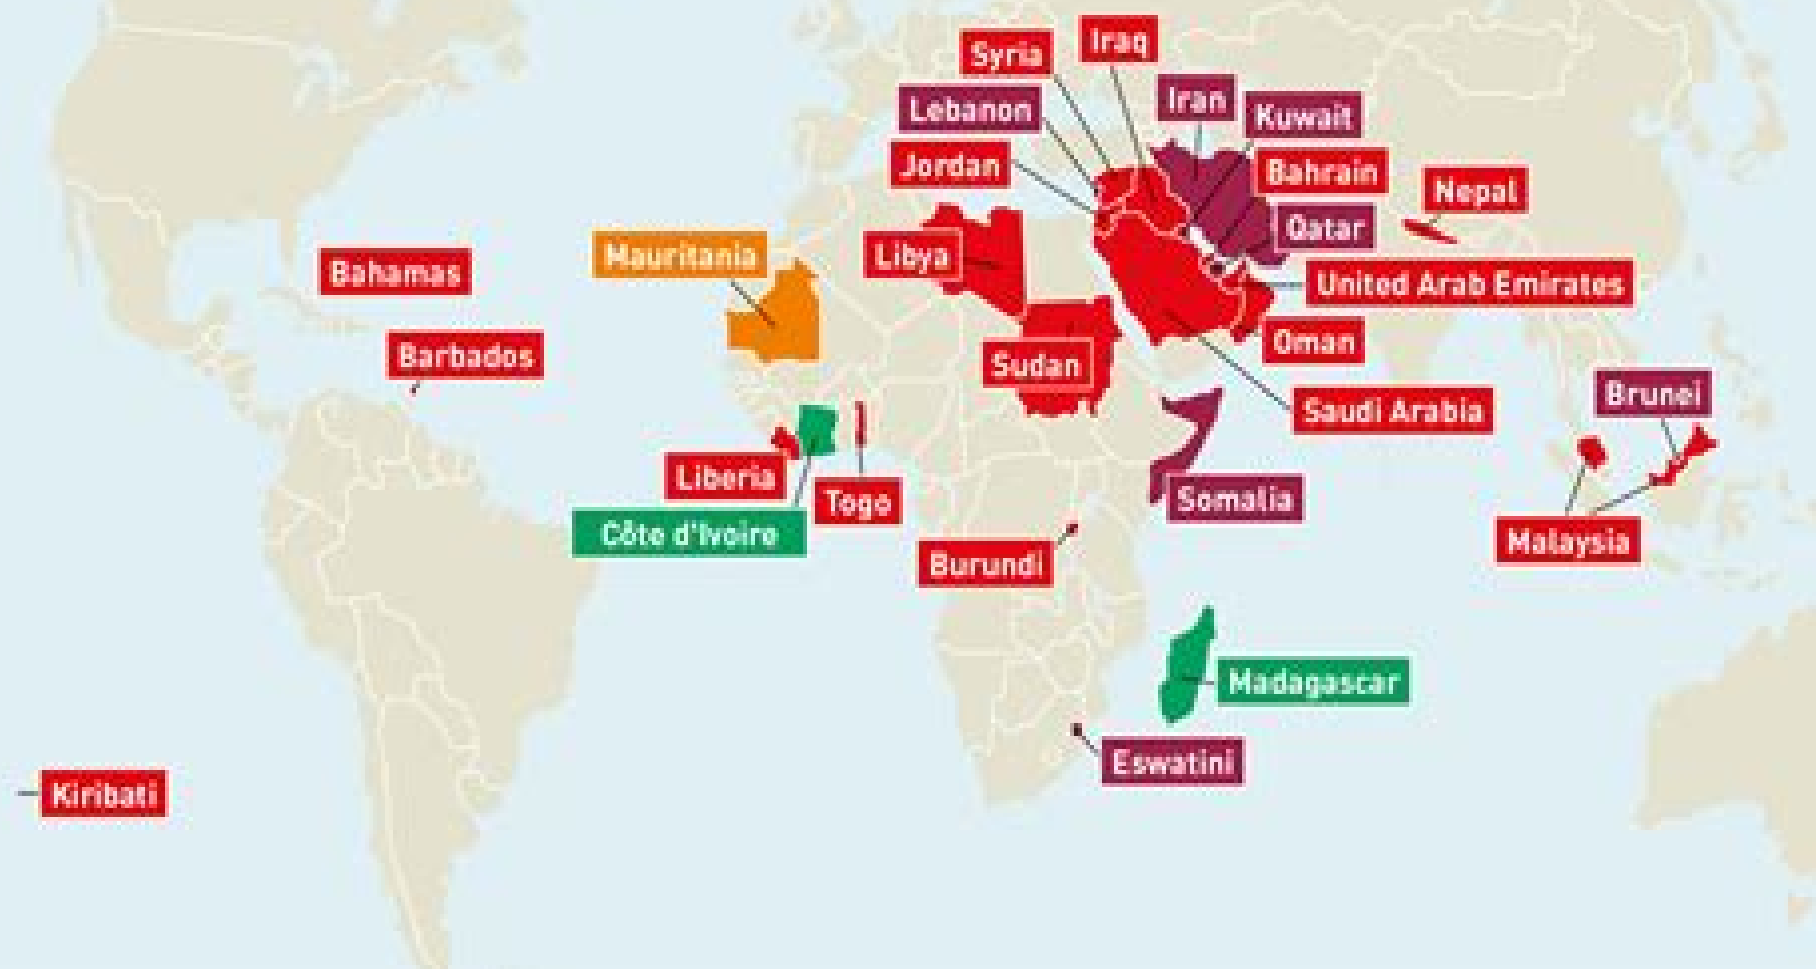 Syria
Iraq
Lebanon
Iran
Kuwait
Jordan
Bahrain
Nepal
Mauritania
Libya
Qatar
Bahamas
United Arab Emirates
Barbados
Sudan
Oman
Saudi Arabia
Brunei
Liberia
Togo
Somalia
Côte d'Ivoire
Malaysia
Burundi
Madagascar
Eswatini
Kiribati